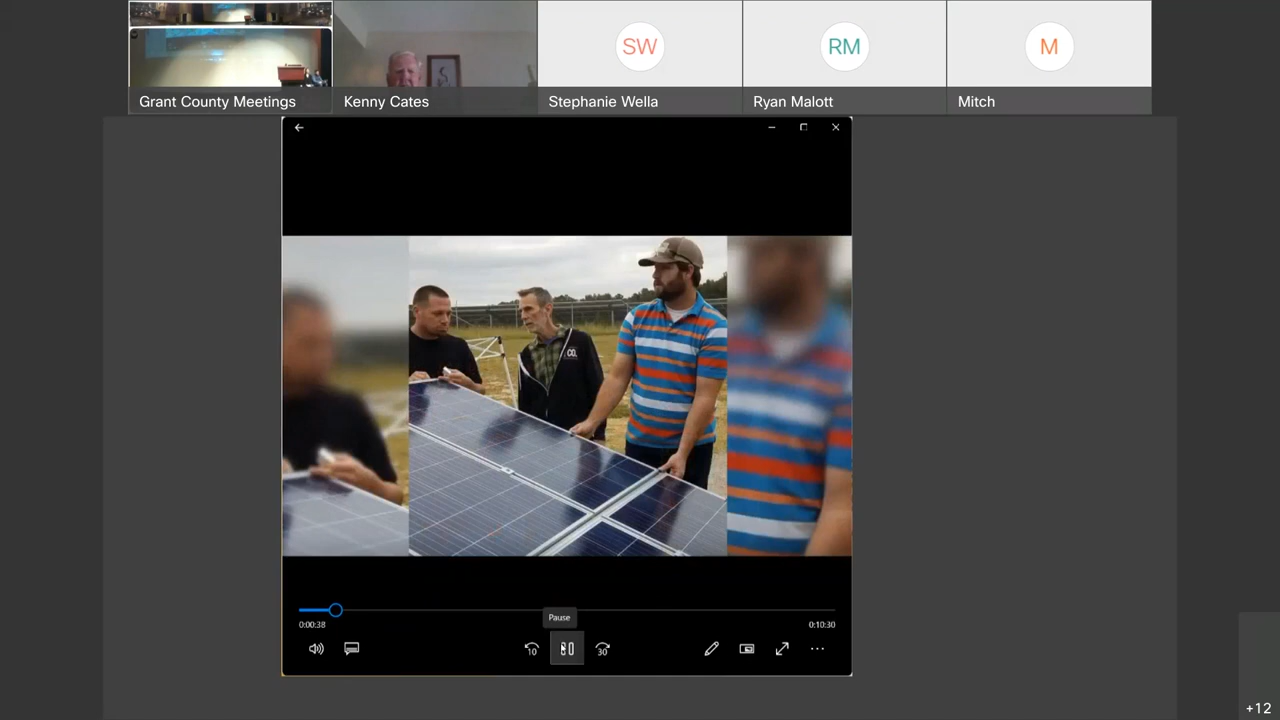 SW
RM
M
Grant County Meetings
Kenny Cates
Stephanie Wella
Ryan Malott
Mitch
CO
Pause
0:00:38
0:10:30
10
30
+12